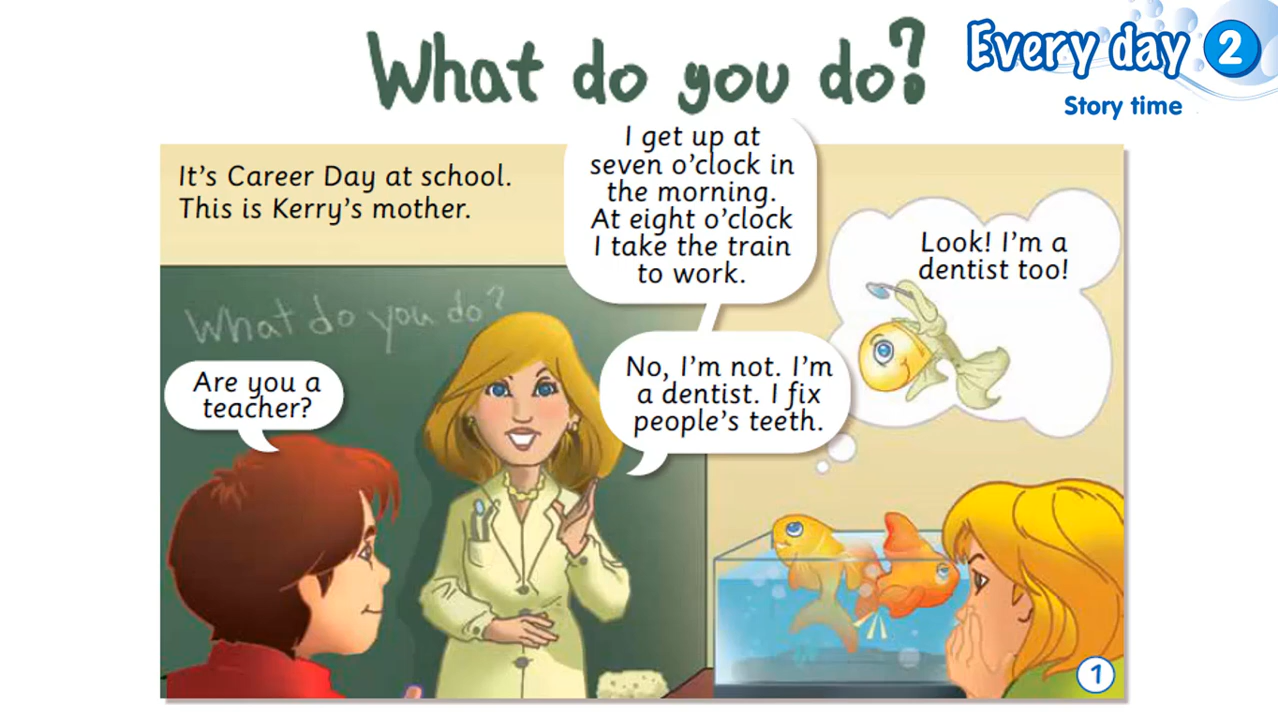 What do you do?
Every day 2
Story time
It's Career Day at school.
This is Kerry's mother.
What do you do?
Are you a
teacher?
No, I'm not. I'm
a dentist. I fix
people's teeth.
I get up at
seven o'clock in
the morning.
At eight o'clock
I take the train
to work.
Look! I'm a
dentist too!
1